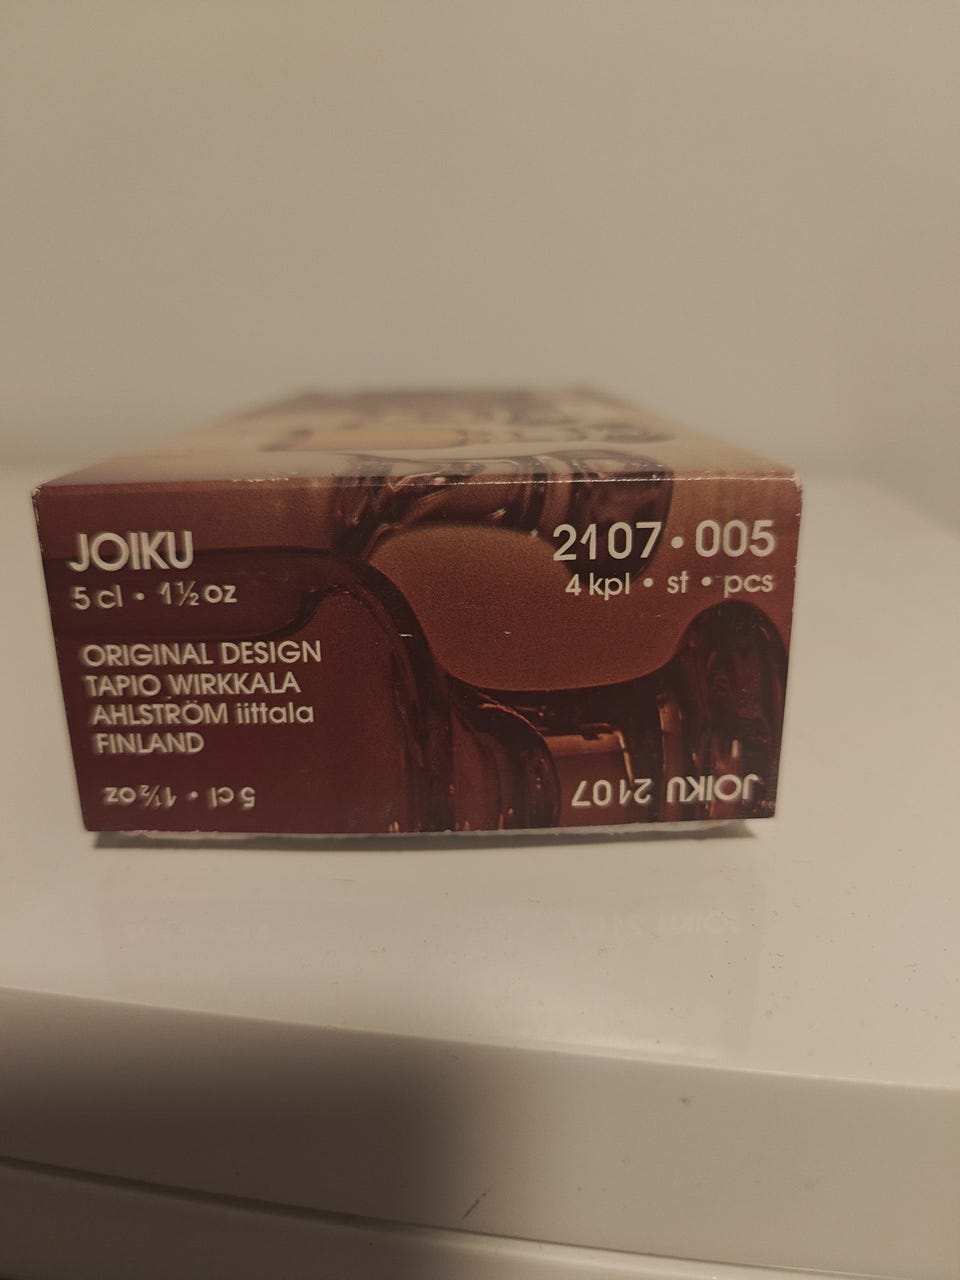 JOIKU
5 cl • 1½ oz
2107 • 005
4 kpl • st • pcs
ORIGINAL DESIGN
TAPIO WIRKKALA
AHLSTRÖM iittala
FINLAND
JOIKU 2107
5 cl • 1½ oz